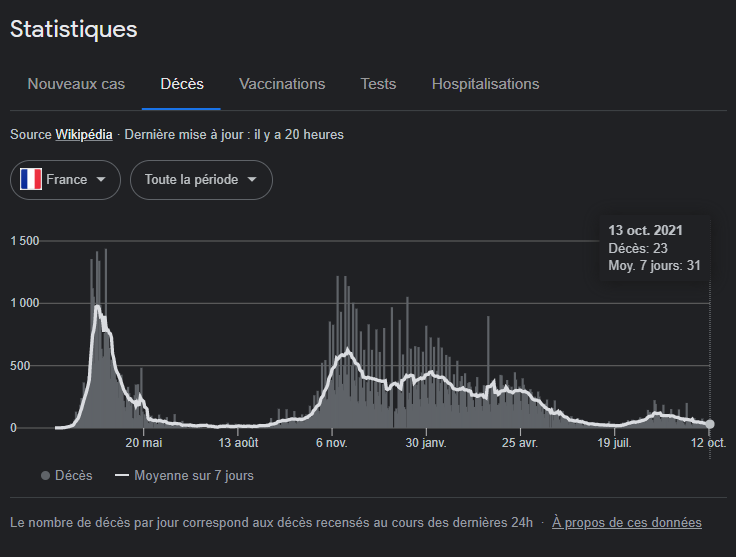 Statistiques
Nouveaux cas Décès Vaccinations Tests Hospitalisations
Source Wikipédia · Dernière mise à jour : il y a 20 heures
France Toute la période
13 oct. 2021
Décès: 23
Moy. 7 jours: 31
1 500
1 000
500
0
20 mai 13 août 6 nov. 30 janv. 25 avr. 19 juil. 12 oct.
Décès Moyenne sur 7 jours
Le nombre de décès par jour correspond aux décès recensés au cours des dernières 24h · À propos de ces données